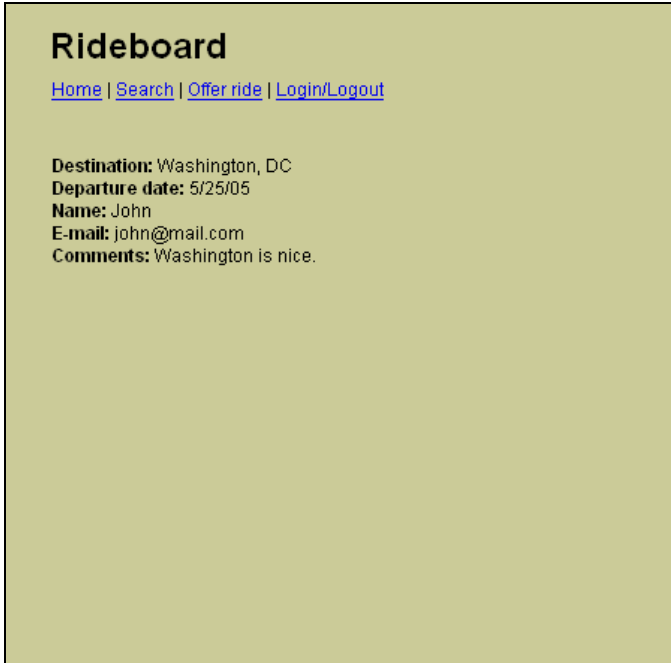 Rideboard
Home | Search | Offer ride | Login/Logout
Destination: Washington, DC
Departure date: 5/25/05
Name: John
E-mail: john@mail.com
Comments: Washington is nice.